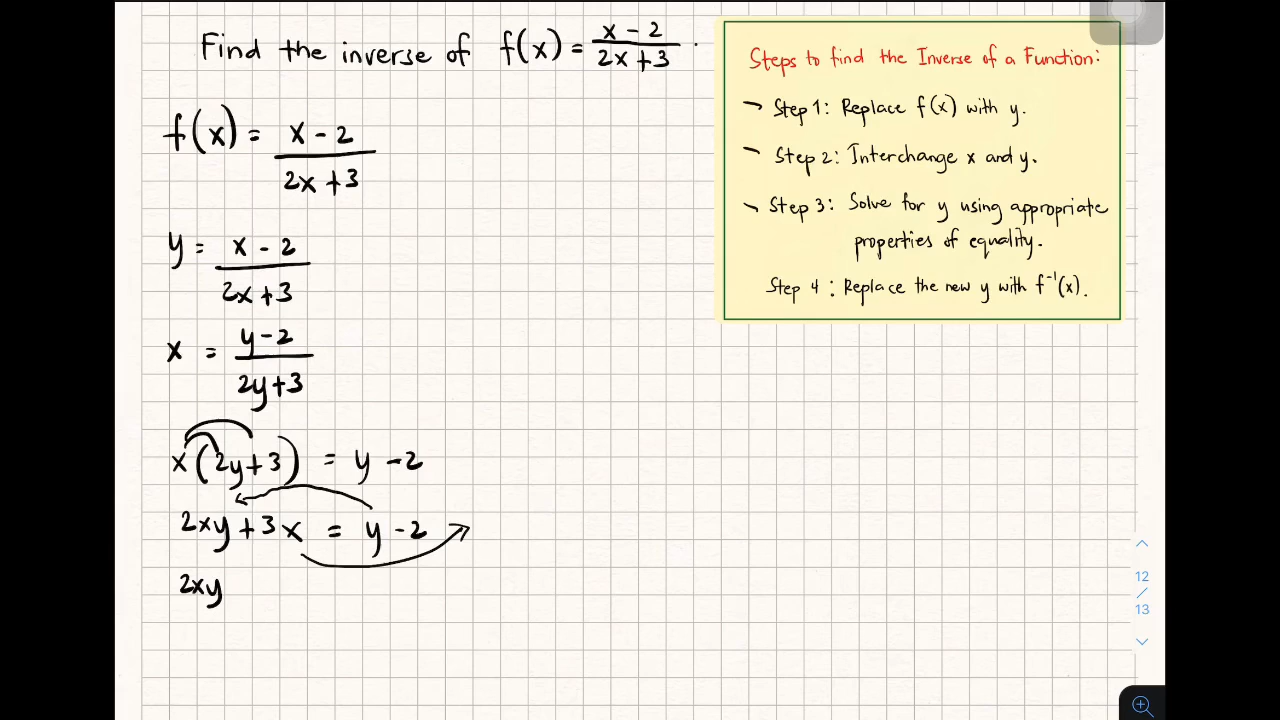 Find the inverse of f(x) = x - 2 / 2x + 3 .
f(x) = x - 2 / 2x + 3
y = x - 2 / 2x + 3
x = y - 2 / 2y + 3
x (2y + 3) = y - 2
2xy + 3x = y - 2
2xy
Steps to find the Inverse of a Function:
Step 1: Replace f(x) with y.
Step 2: Interchange x and y.
Step 3: Solve for y using appropriate
properties of equality.
Step 4: Replace the new y with f⁻¹(x).
12
/
13